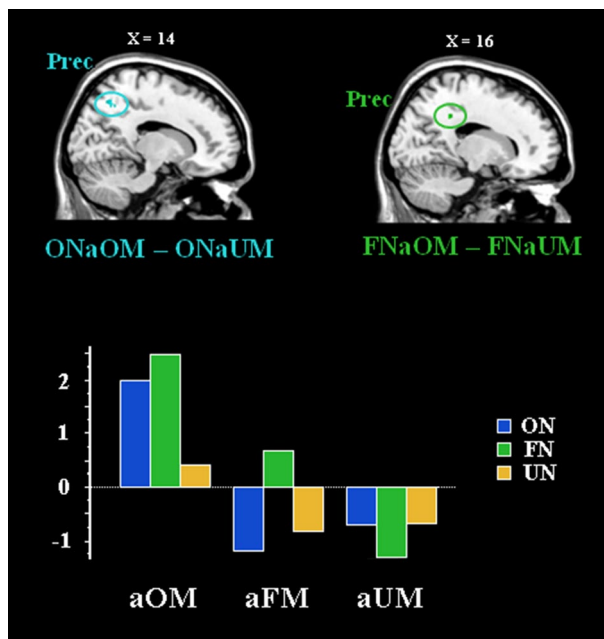 X = 14
X = 16
Prec
Prec
ONaOM – ONaUM
FNaOM – FNaUM
2
1
0
-1
ON
FN
UN
aOM
aFM
aUM